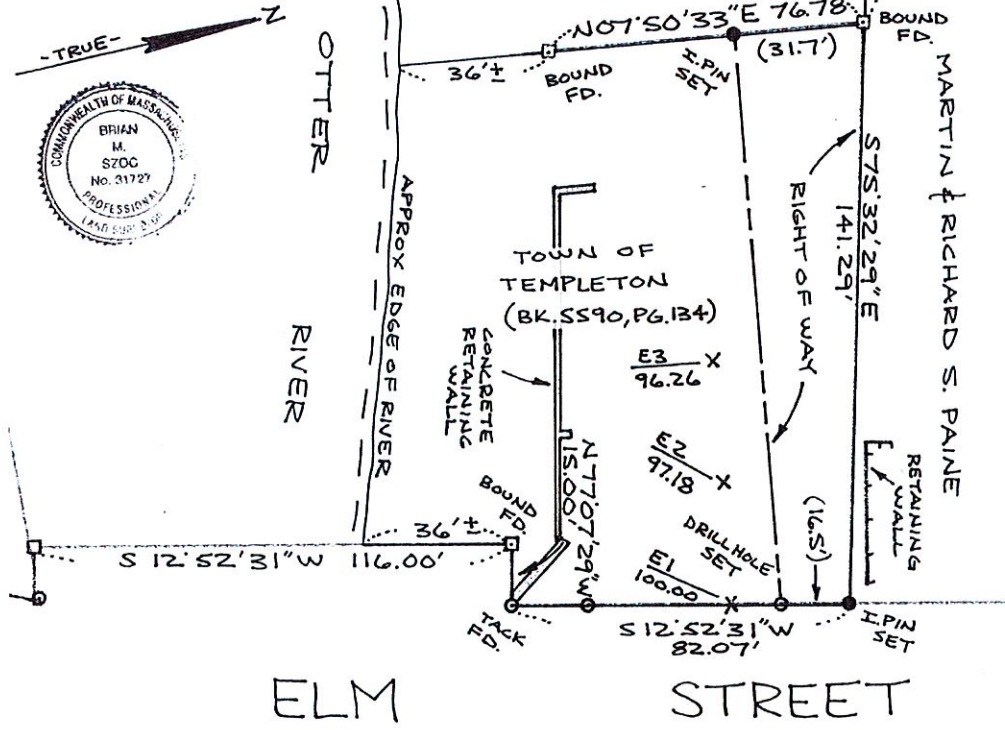 -TRUE-
N
COMMONWEALTH OF MASSACHUSETTS
BRIAN
M.
SZOC
No. 31727
PROFESSIONAL
LAND
OTTER
RIVER
36'±
BOUND
FD.
N07°50'33"E 76.78
I.PIN
SET
(31.7')
BOUND
FD.
MARTIN & RICHARD S. PAINE
S75°32'29"E
141.29'
RIGHT OF WAY
APPROX EDGE OF RIVER
TOWN OF
TEMPLETON
(BK.5590,PG.134)
CONCRETE
RETAINING
WALL
E3
96.26
X
E2
97.18
X
N77°07'29"W
15.00'
RETAINING
WALL
BOUND
FD.
36'±
S 12°52'31"W 116.00'
DRILL HOLE
SET
(16.5')
E1
100.00
X
TACK
FD.
S 12°52'31"W
82.07'
I.PIN
SET
ELM STREET